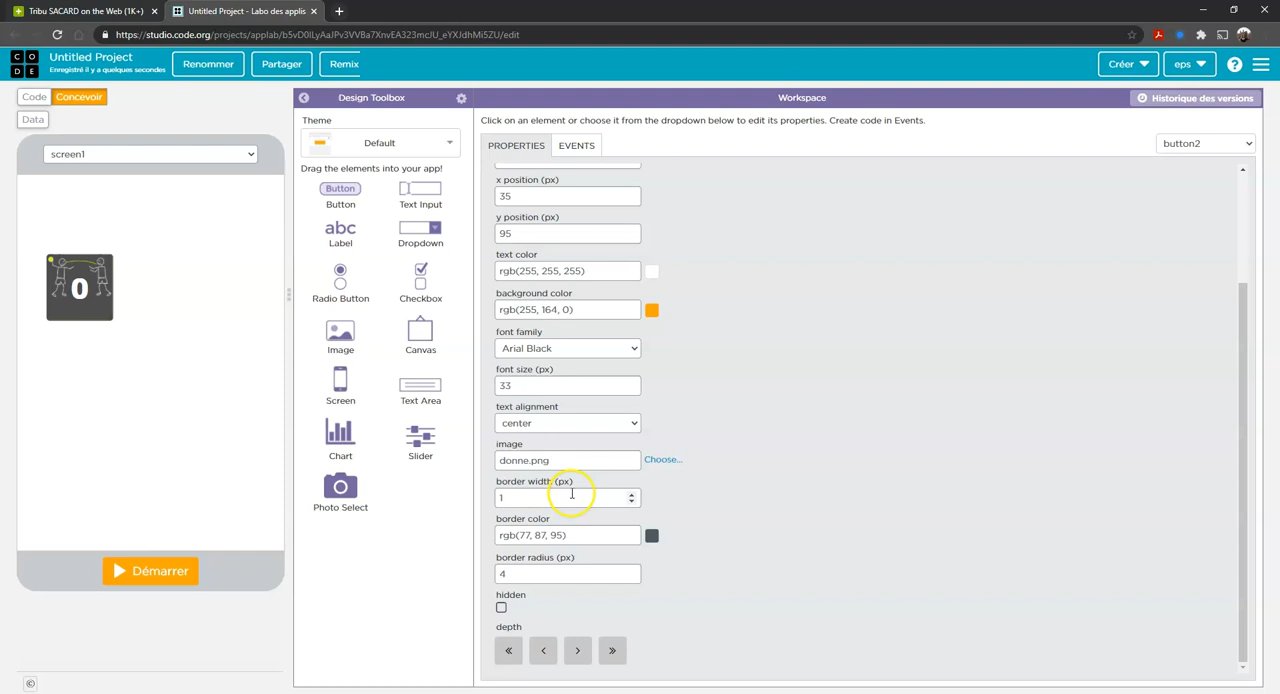 Tribu SACARD on the Web (1K+)
Untitled Project - Labo des applis
https://studio.code.org/projects/applab/b5vD0ILyAaJPv3VVBa7XnvEA323mcJU_eYXJdhMi5ZU/edit
C O D E
Untitled Project
Enregistré il y a quelques secondes
Renommer
Partager
Remix
Créer
eps
?
Code
Concevoir
Data
Design Toolbox
Workspace
Historique des versions
screen1
Theme
Default
Drag the elements into your app!
Button
Button
Text Input
abc
Label
Dropdown
Radio Button
Checkbox
Image
Canvas
Screen
Text Area
Chart
Slider
Photo Select
0
Démarrer
©
Click on an element or choose it from the dropdown below to edit its properties. Create code in Events.
PROPERTIES
EVENTS
button2
x position (px)
35
y position (px)
95
text color
rgb(255, 255, 255)
background color
rgb(255, 164, 0)
font family
Arial Black
font size (px)
33
text alignment
center
image
donne.png
Choose...
border width (px)
1
border color
rgb(77, 87, 95)
border radius (px)
4
hidden
depth